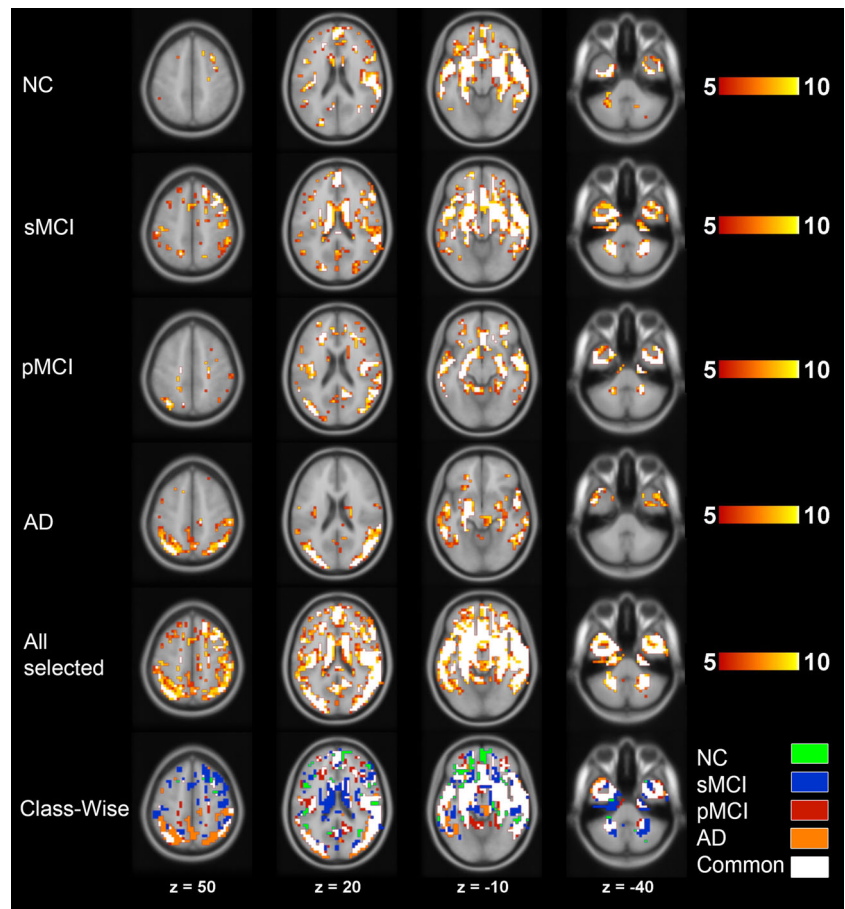 NC
5 10
sMCI
5 10
pMCI
5 10
AD
5 10
All
selected
5 10
Class-Wise
NC
sMCI
pMCI
AD
Common
z = 50
z = 20
z = -10
z = -40